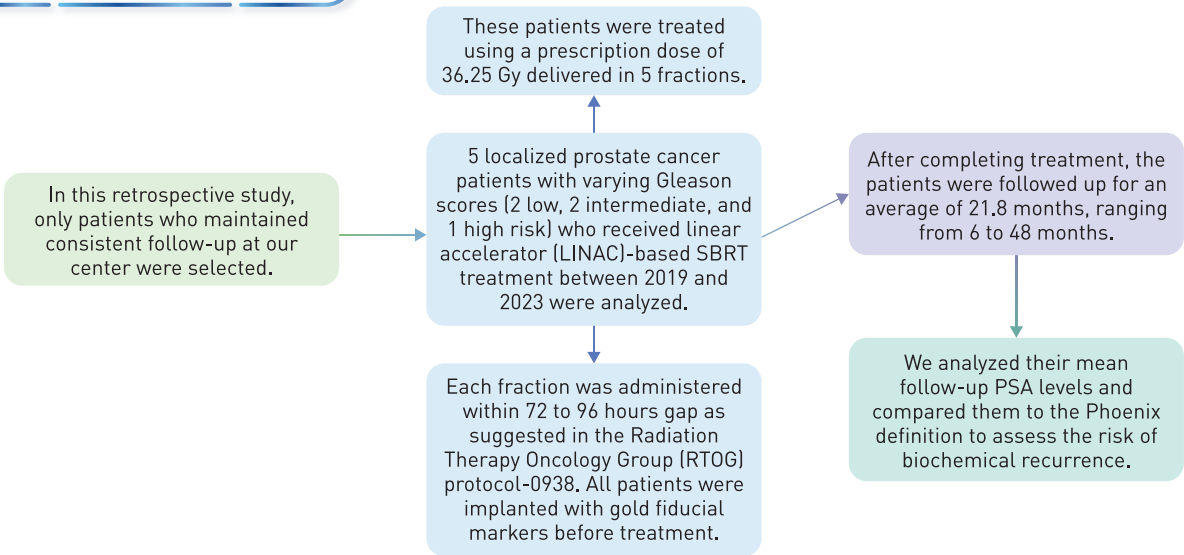 In this retrospective study,
only patients who maintained
consistent follow-up at our
center were selected.
These patients were treated
using a prescription dose of
36.25 Gy delivered in 5 fractions.
5 localized prostate cancer
patients with varying Gleason
scores (2 low, 2 intermediate, and
1 high risk) who received linear
accelerator (LINAC)-based SBRT
treatment between 2019 and
2023 were analyzed.
Each fraction was administered
within 72 to 96 hours gap as
suggested in the Radiation
Therapy Oncology Group (RTOG)
protocol-0938. All patients were
implanted with gold fiducial
markers before treatment.
After completing treatment, the
patients were followed up for an
average of 21.8 months, ranging
from 6 to 48 months.
We analyzed their mean
follow-up PSA levels and
compared them to the Phoenix
definition to assess the risk of
biochemical recurrence.